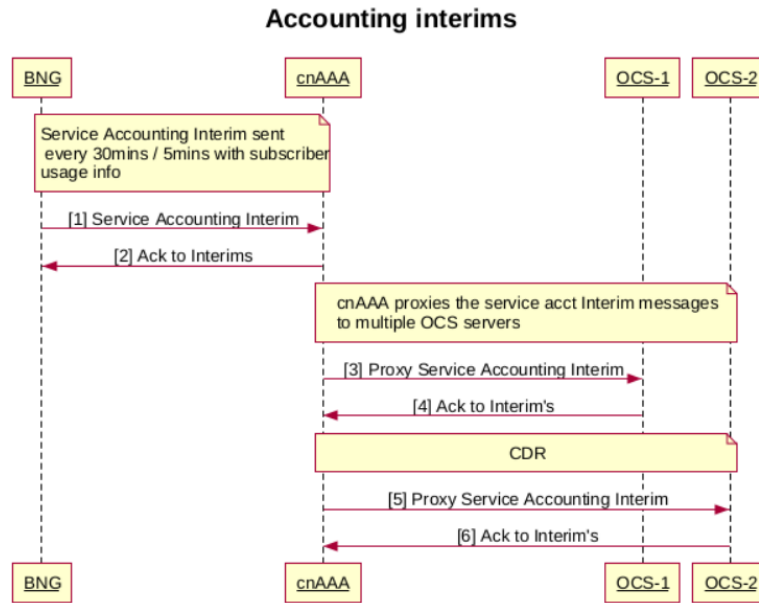 Accounting interims
BNG
cnAAA
OCS-1
OCS-2
Service Accounting Interim sent
every 30mins / 5mins with subscriber
usage info
[1] Service Accounting Interim
[2] Ack to Interims
cnAAA proxies the service acct Interim messages
to multiple OCS servers
[3] Proxy Service Accounting Interim
[4] Ack to Interim's
CDR
[5] Proxy Service Accounting Interim
[6] Ack to Interim's
BNG
cnAAA
OCS-1
OCS-2